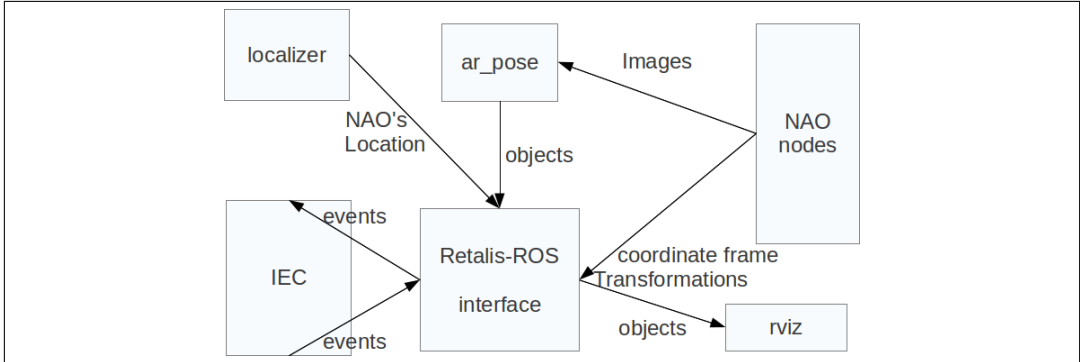 localizer
ar_pose
Images
NAO
nodes
NAO's
Location
objects
events
Retalis-ROS
interface
IEC
coordinate frame
Transformations
objects
rviz
events